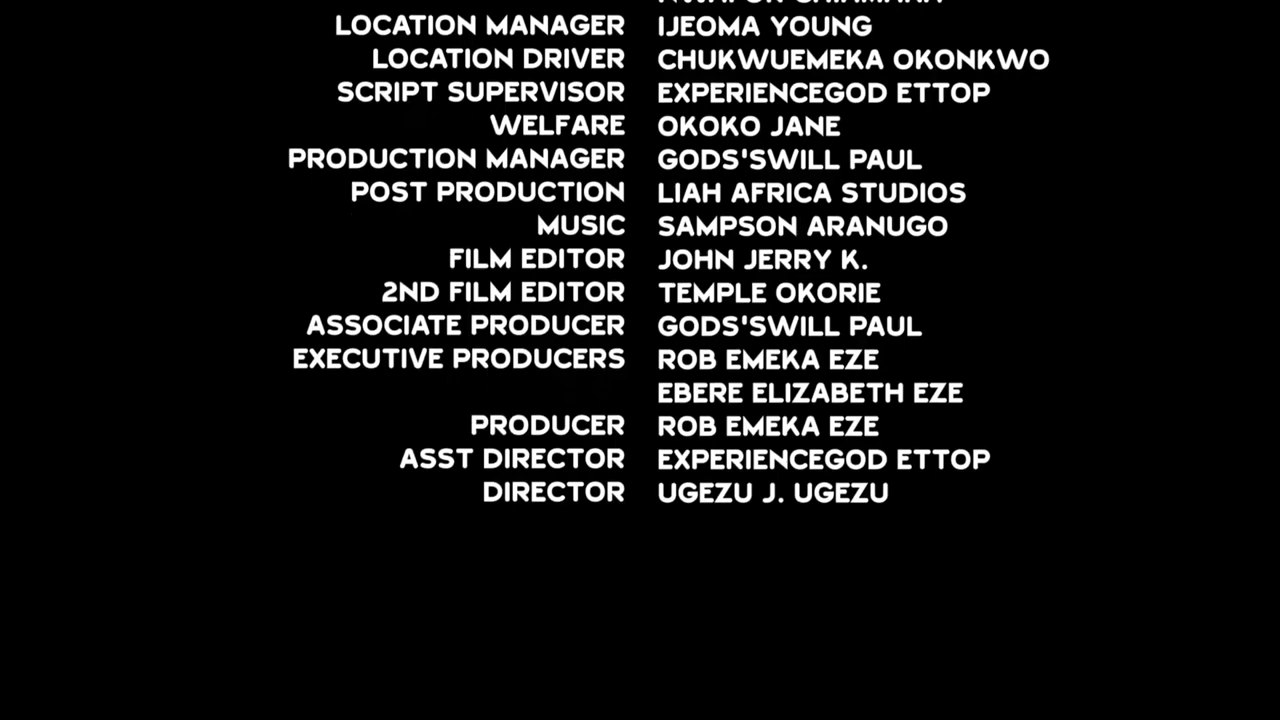 LOCATION MANAGER IJEOMA YOUNG
LOCATION DRIVER CHUKWUEMEKA OKONKWO
SCRIPT SUPERVISOR EXPERIENCEGOD ETTOP
WELFARE OKOKO JANE
PRODUCTION MANAGER GODS'SWILL PAUL
POST PRODUCTION LIAH AFRICA STUDIOS
MUSIC SAMPSON ARANUGO
FILM EDITOR JOHN JERRY K.
2ND FILM EDITOR TEMPLE OKORIE
ASSOCIATE PRODUCER GODS'SWILL PAUL
EXECUTIVE PRODUCERS ROB EMEKA EZE
EBERE ELIZABETH EZE
PRODUCER ROB EMEKA EZE
ASST DIRECTOR EXPERIENCEGOD ETTOP
DIRECTOR UGEZU J. UGEZU